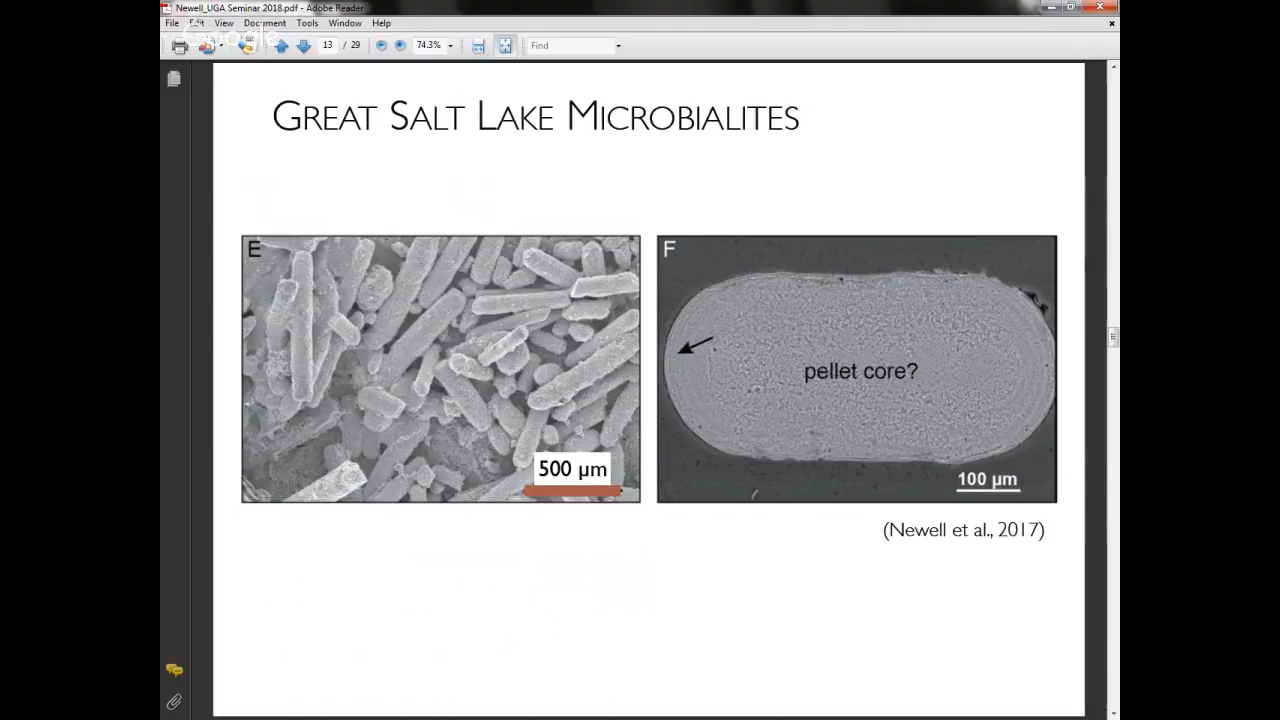 Newell_UGA Seminar 2018.pdf - Adobe Reader
File Edit View Document Tools Window Help
Google
13 / 29 74.3% Find
GREAT SALT LAKE MICROBIALITES
E
500 µm
F
pellet core?
100 µm
(Newell et al., 2017)